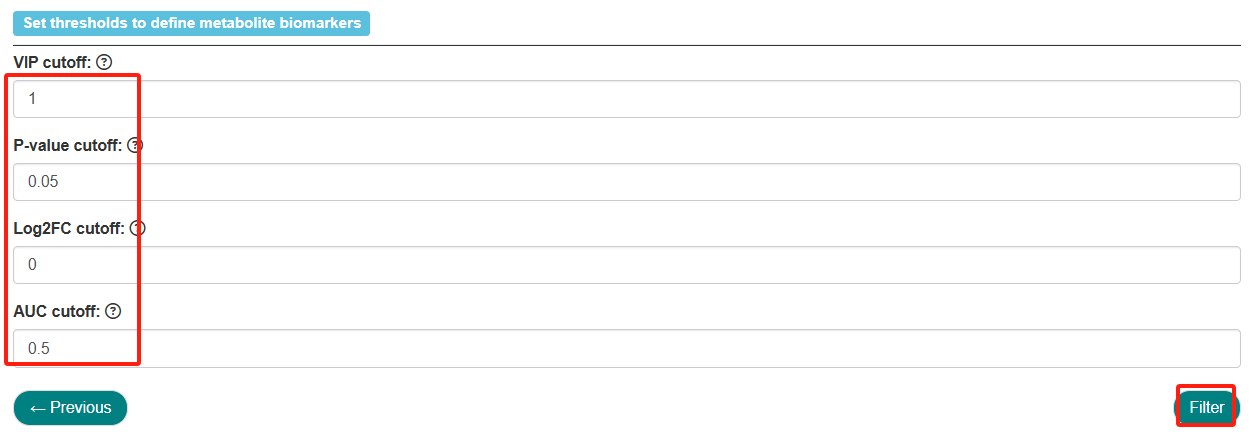 Set thresholds to define metabolite biomarkers
VIP cutoff: ?
1
P-value cutoff: ?
0.05
Log2FC cutoff: ?
0
AUC cutoff: ?
0.5
← Previous
Filter